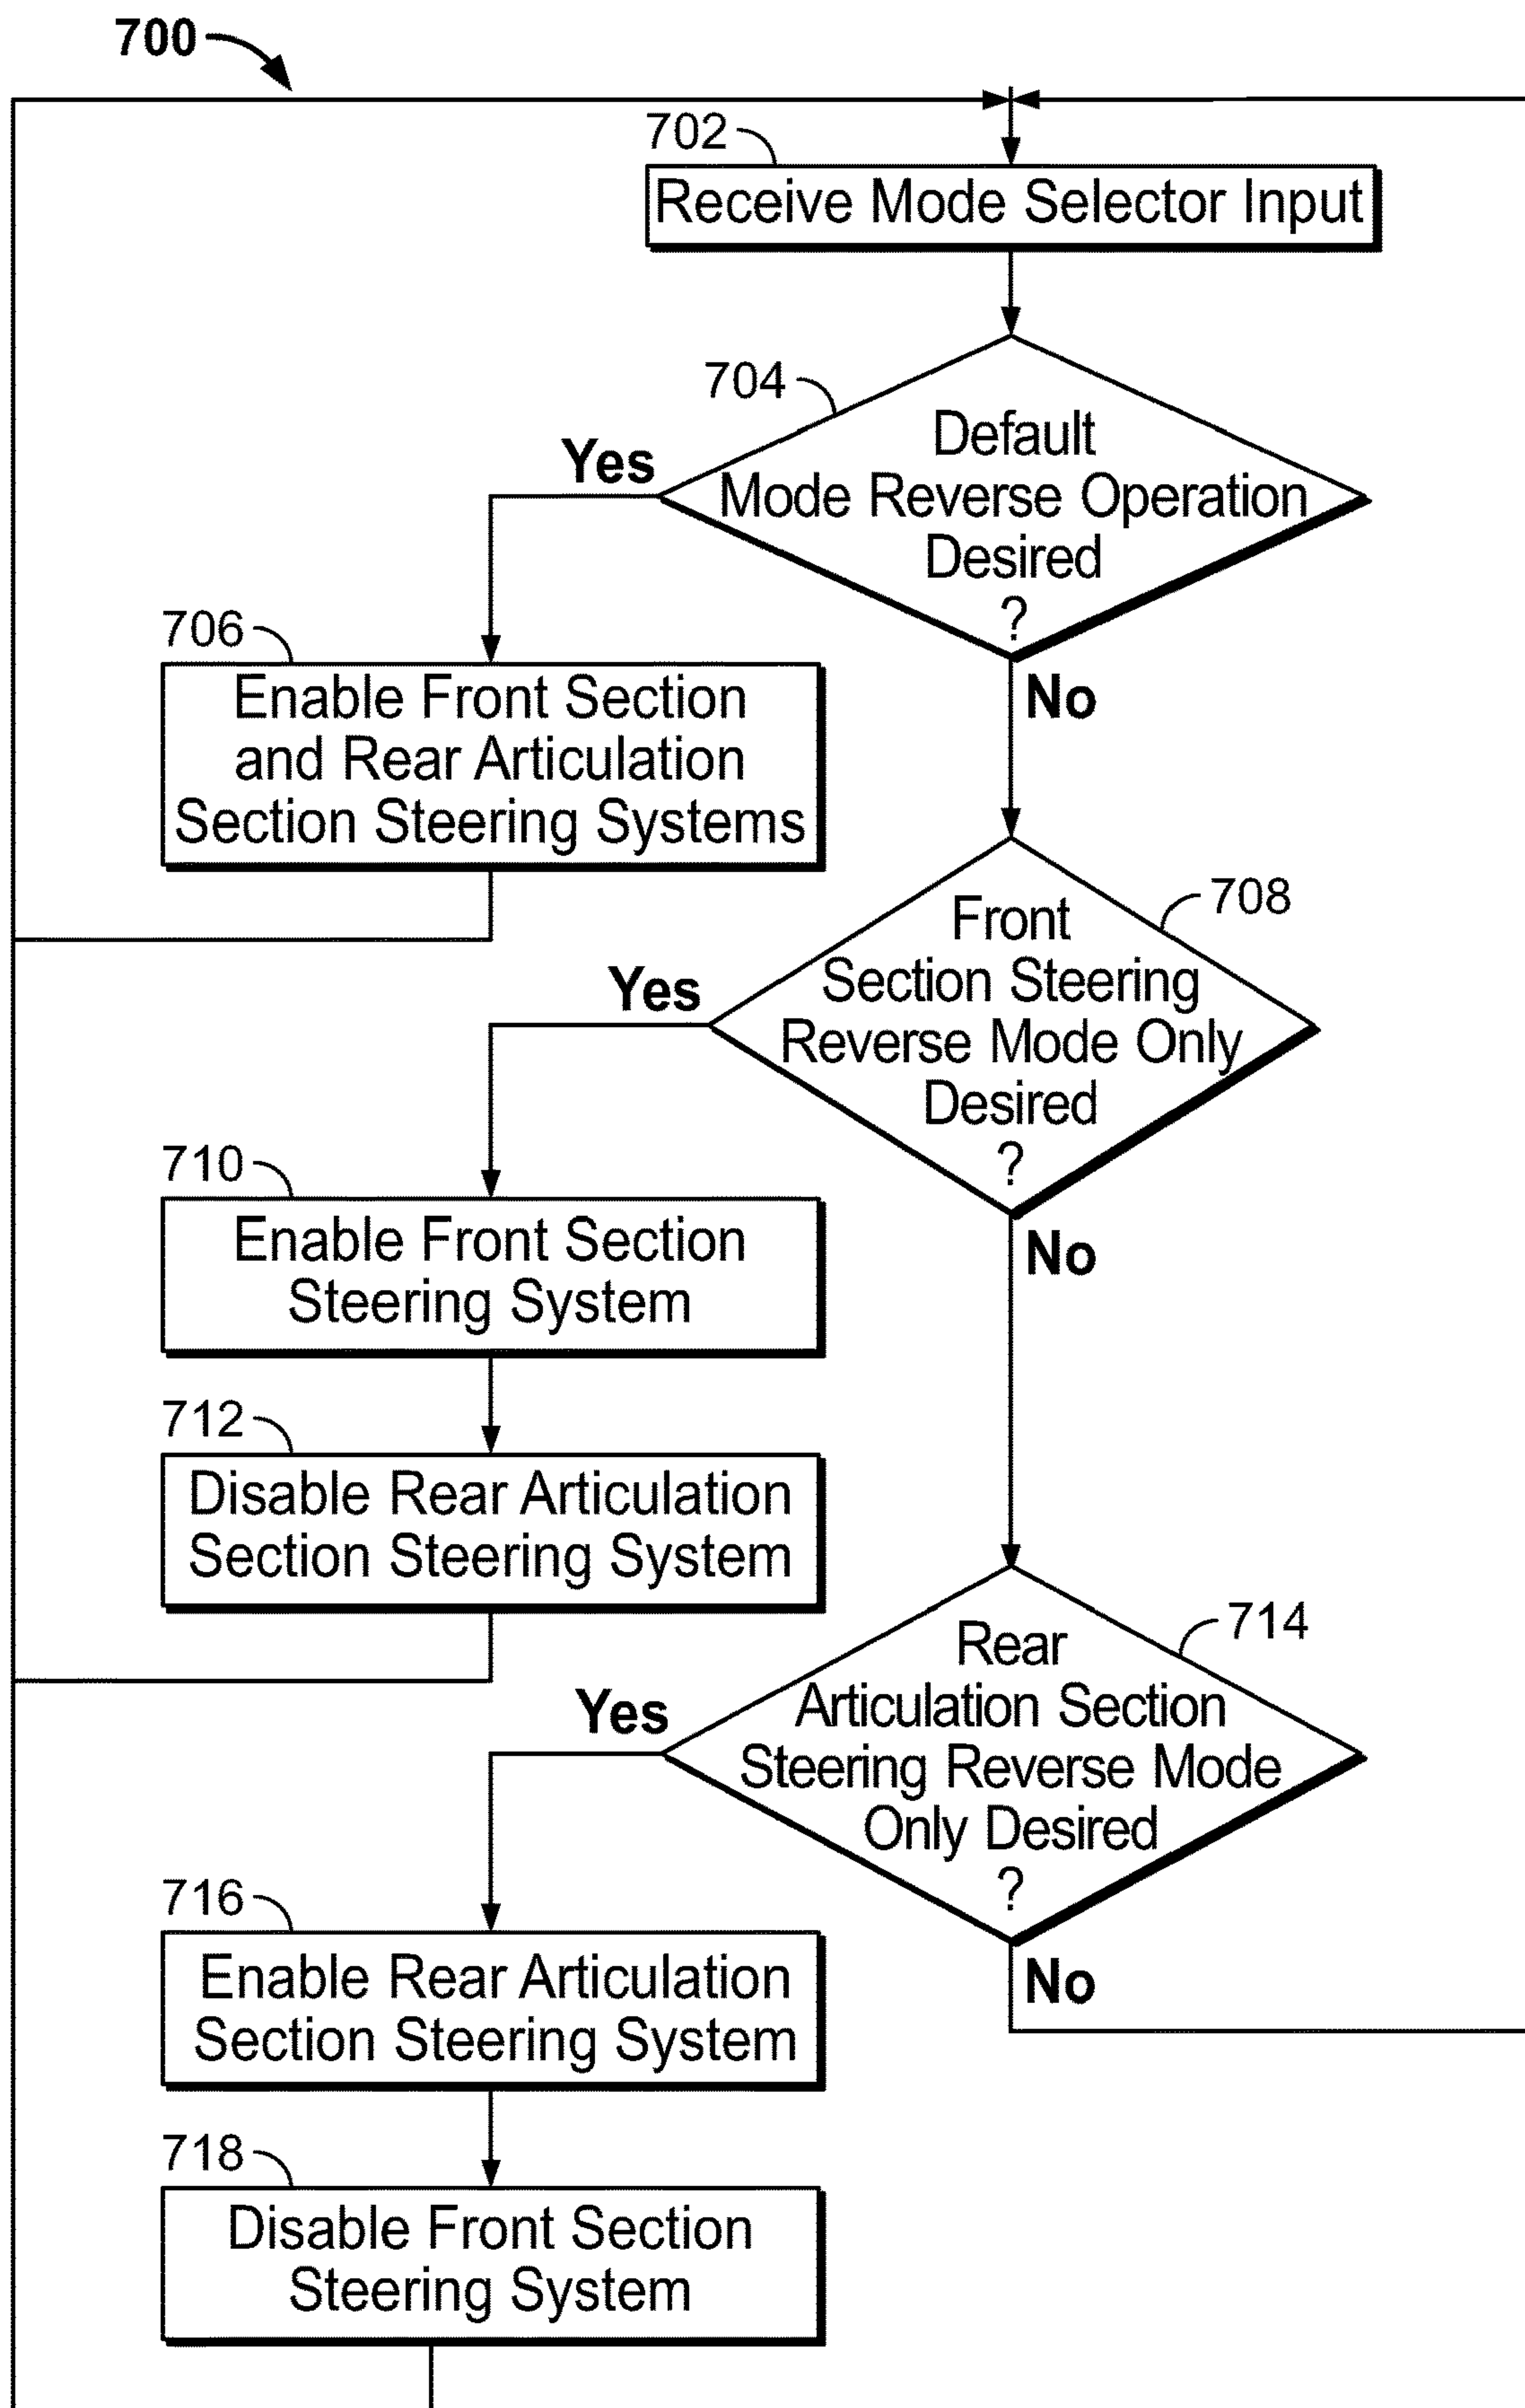 700
702
Receive Mode Selector Input
704
Default
Mode Reverse Operation
Desired
?
Yes
No
706
Enable Front Section
and Rear Articulation
Section Steering Systems
708
Front
Section Steering
Reverse Mode Only
Desired
?
Yes
No
710
Enable Front Section
Steering System
712
Disable Rear Articulation
Section Steering System
714
Rear
Articulation Section
Steering Reverse Mode
Only Desired
?
Yes
No
716
Enable Rear Articulation
Section Steering System
718
Disable Front Section
Steering System